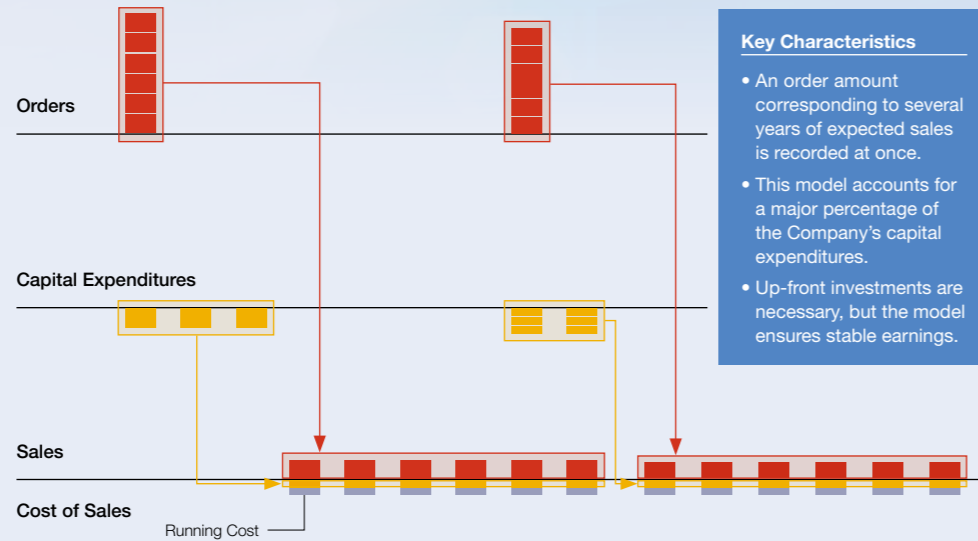 Orders
Capital Expenditures
Sales
Cost of Sales
Running Cost
Key Characteristics
• An order amount
corresponding to several
years of expected sales
is recorded at once.
• This model accounts for
a major percentage of
the Company’s capital
expenditures.
• Up-front investments are
necessary, but the model
ensures stable earnings.